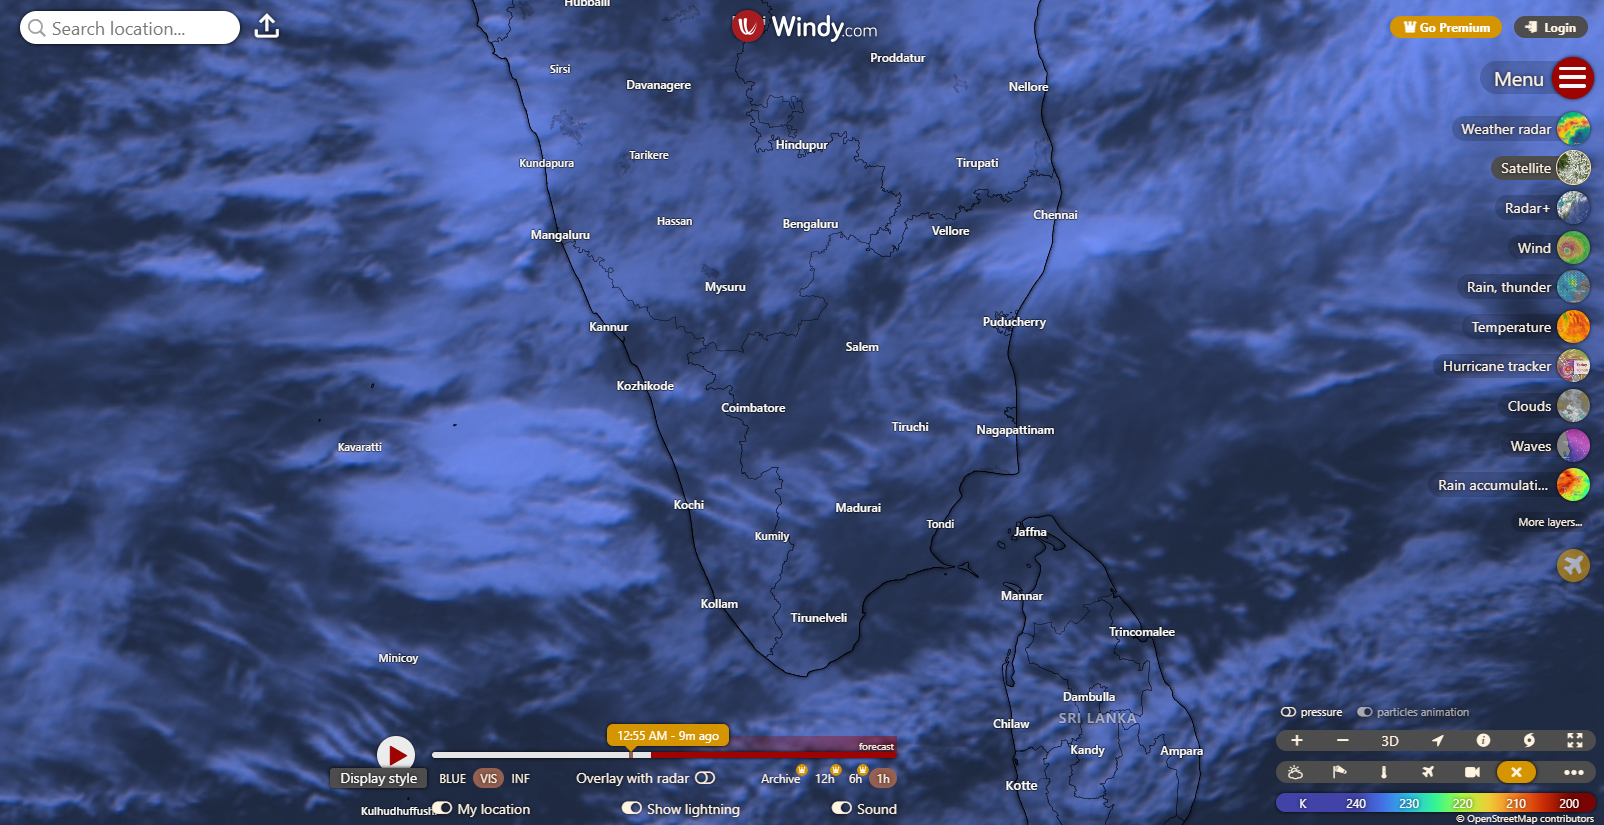 Hubballi
Search location...
Windy.com
Go Premium
Login
Proddatur
Sirsi
Davanagere
Nellore
Menu
Weather radar
Hindupur
Tarikere
Kundapura
Tirupati
Satellite
Radar+
Chennai
Hassan
Bengaluru
Vellore
Mangaluru
Wind
Mysuru
Rain, thunder
Kannur
Puducherry
Temperature
Salem
Hurricane tracker
Kozhikode
Coimbatore
Clouds
Tiruchi
Nagapattinam
Kavaratti
Waves
Rain accumulati...
Kochi
Madurai
Tondi
More layers...
Jaffna
Kumily
Mannar
Kollam
Tirunelveli
Trincomalee
Minicoy
Dambulla
pressure
particles animation
SRI LANKA
Chilaw
12:55 AM - 9m ago
forecast
3D
Kandy
Ampara
Display style
BLUE VIS INF
Overlay with radar
Archive 12h 6h 1h
Kotte
Kulhudhuffush
My location
Show lightning
Sound
K 240 230 220 210 200
© OpenStreetMap contributors